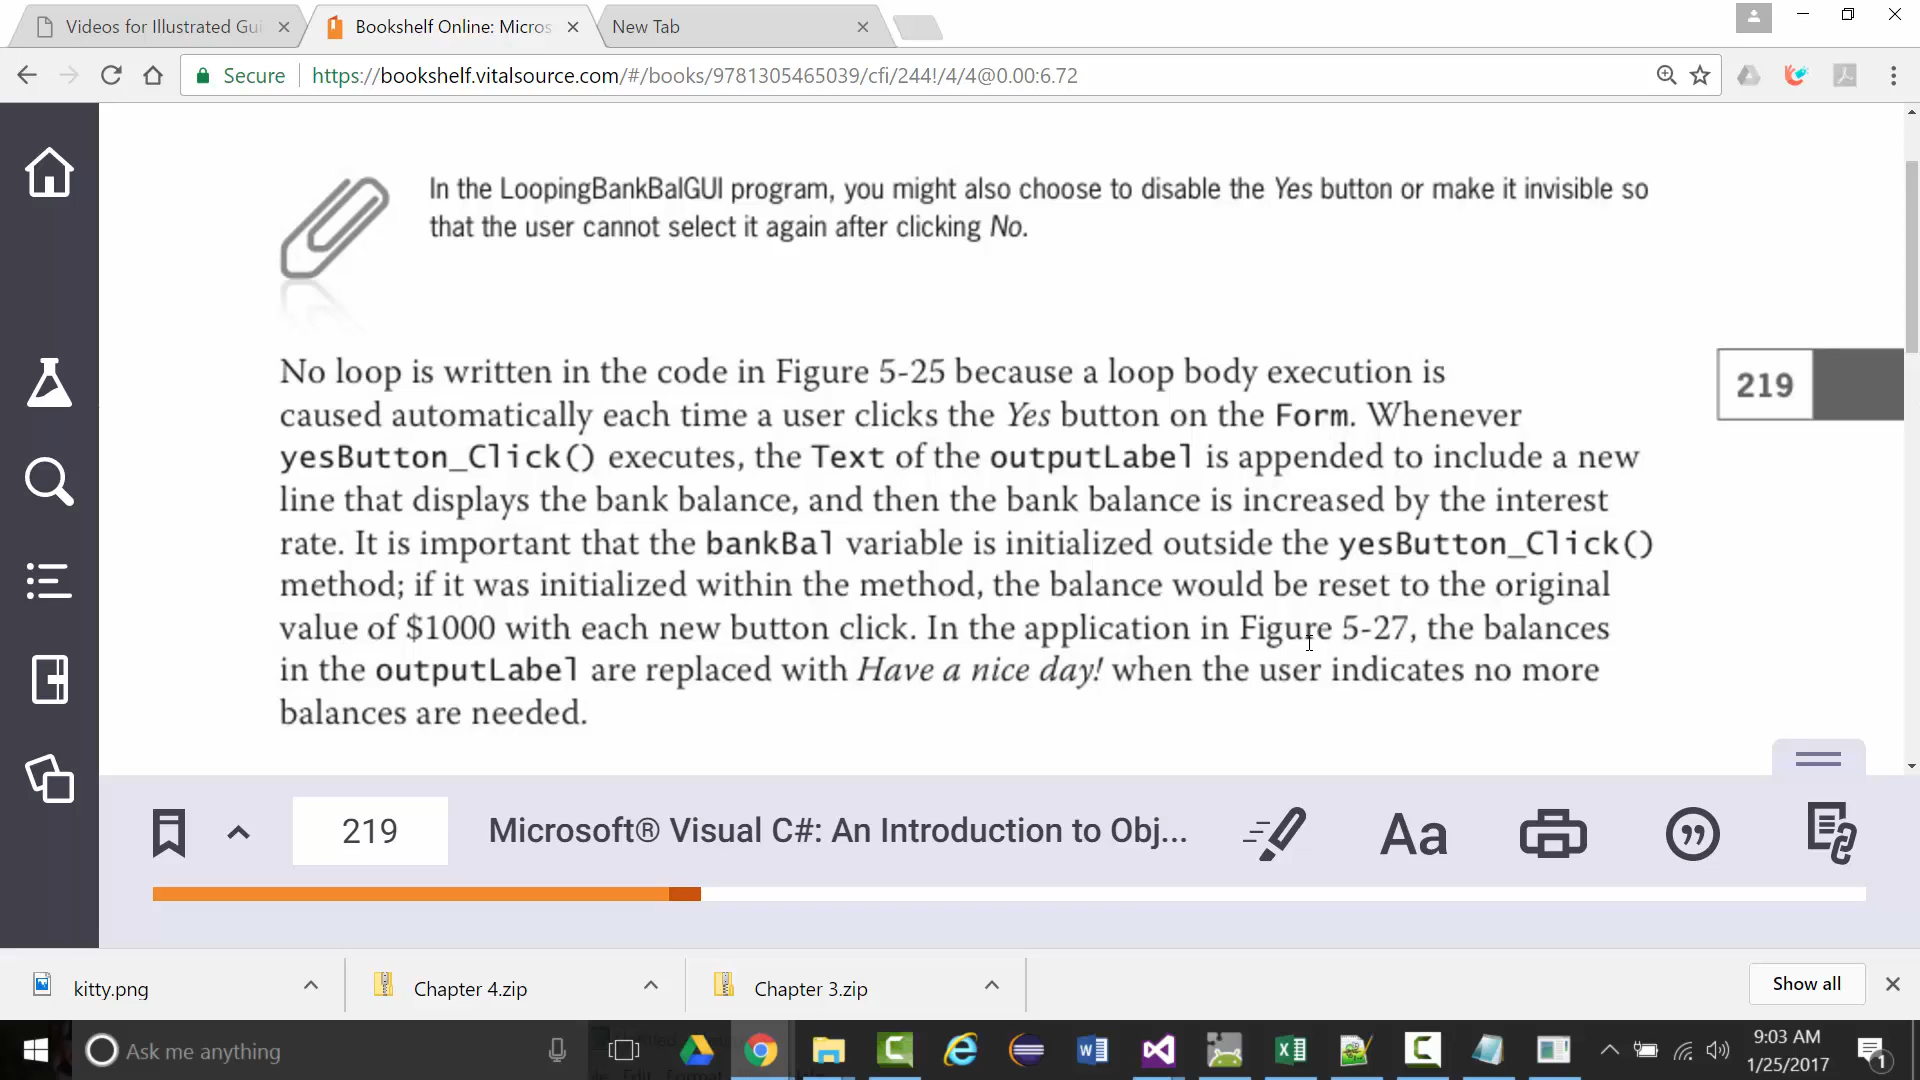 Videos for Illustrated Gui
Bookshelf Online: Micros
New Tab
Secure
https://bookshelf.vitalsource.com/#/books/9781305465039/cfi/244!/4/4@0.00:6.72
In the LoopingBankBalGUI program, you might also choose to disable the Yes button or make it invisible so
that the user cannot select it again after clicking No.
No loop is written in the code in Figure 5-25 because a loop body execution is
caused automatically each time a user clicks the Yes button on the Form. Whenever
yesButton_Click() executes, the Text of the outputLabel is appended to include a new
line that displays the bank balance, and then the bank balance is increased by the interest
rate. It is important that the bankBal variable is initialized outside the yesButton_Click()
method; if it was initialized within the method, the balance would be reset to the original
value of $1000 with each new button click. In the application in Figure 5-27, the balances
in the outputLabel are replaced with Have a nice day! when the user indicates no more
balances are needed.
219
219
Microsoft® Visual C#: An Introduction to Obj...
Aa
kitty.png
Chapter 4.zip
Chapter 3.zip
Show all
Ask me anything
9:03 AM
1/25/2017
1